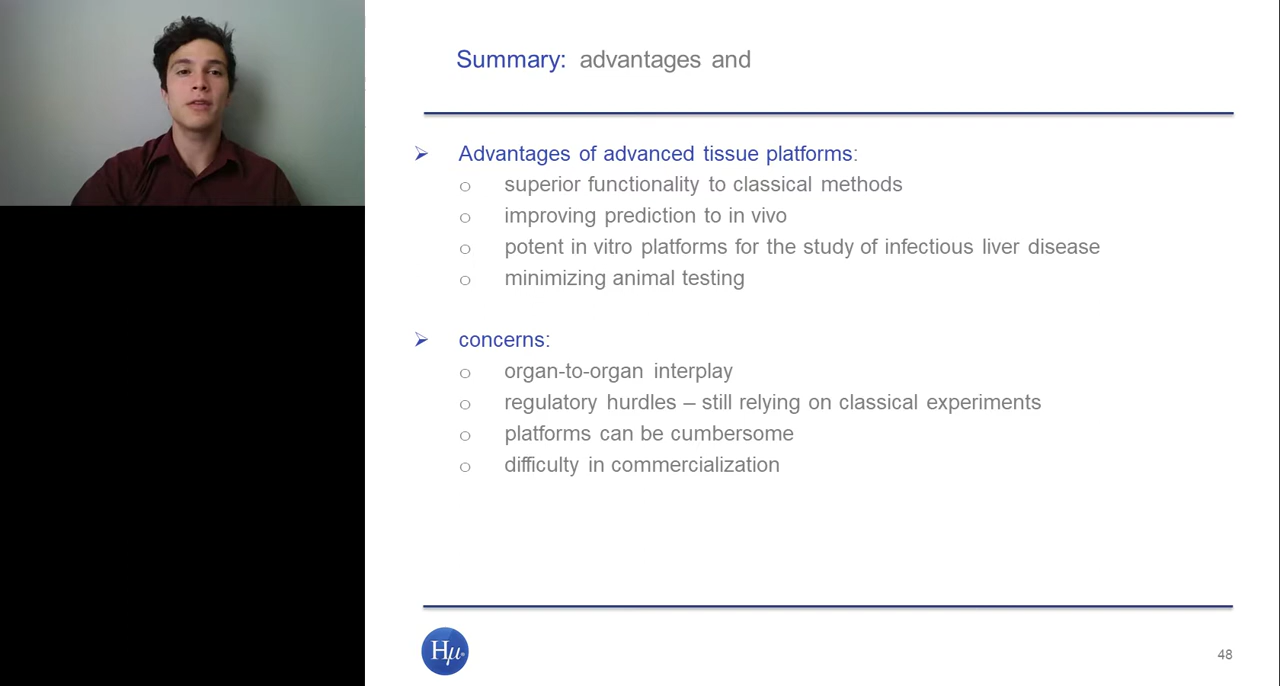 Summary: advantages and
➢ Advantages of advanced tissue platforms:
o superior functionality to classical methods
o improving prediction to in vivo
o potent in vitro platforms for the study of infectious liver disease
o minimizing animal testing
➢ concerns:
o organ-to-organ interplay
o regulatory hurdles – still relying on classical experiments
o platforms can be cumbersome
o difficulty in commercialization
Hμ®
48